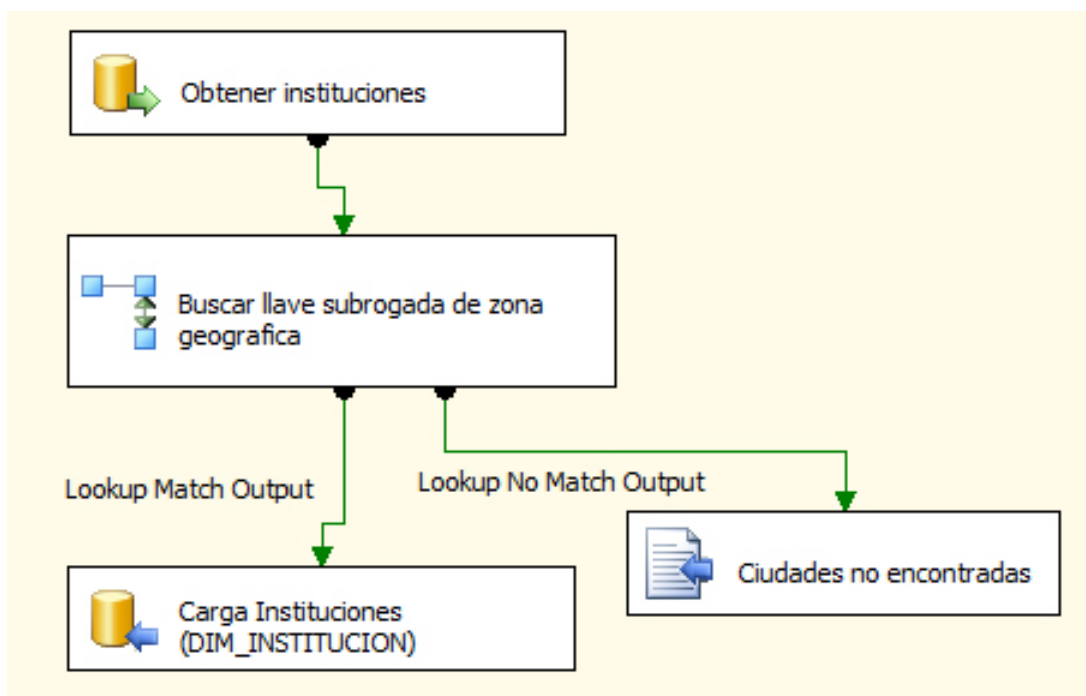 Obtener instituciones
Buscar llave subrogada de zona
geografica
Lookup Match Output
Lookup No Match Output
Ciudades no encontradas
Carga Instituciones
(DIM_INSTITUCION)